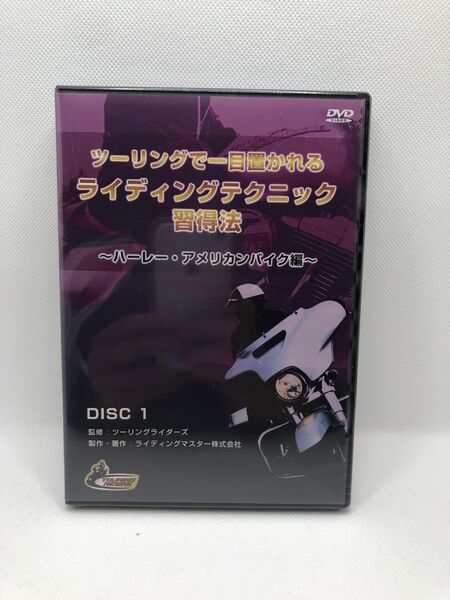 DVD
VIDEO
ツーリングで一目置かれる
ライディングテクニック
習得法
～ハーレー・アメリカンバイク編～
DISC 1
監修：ツーリングライダーズ
製作・著作：ライディングマスター株式会社
TOURING
RIDERS